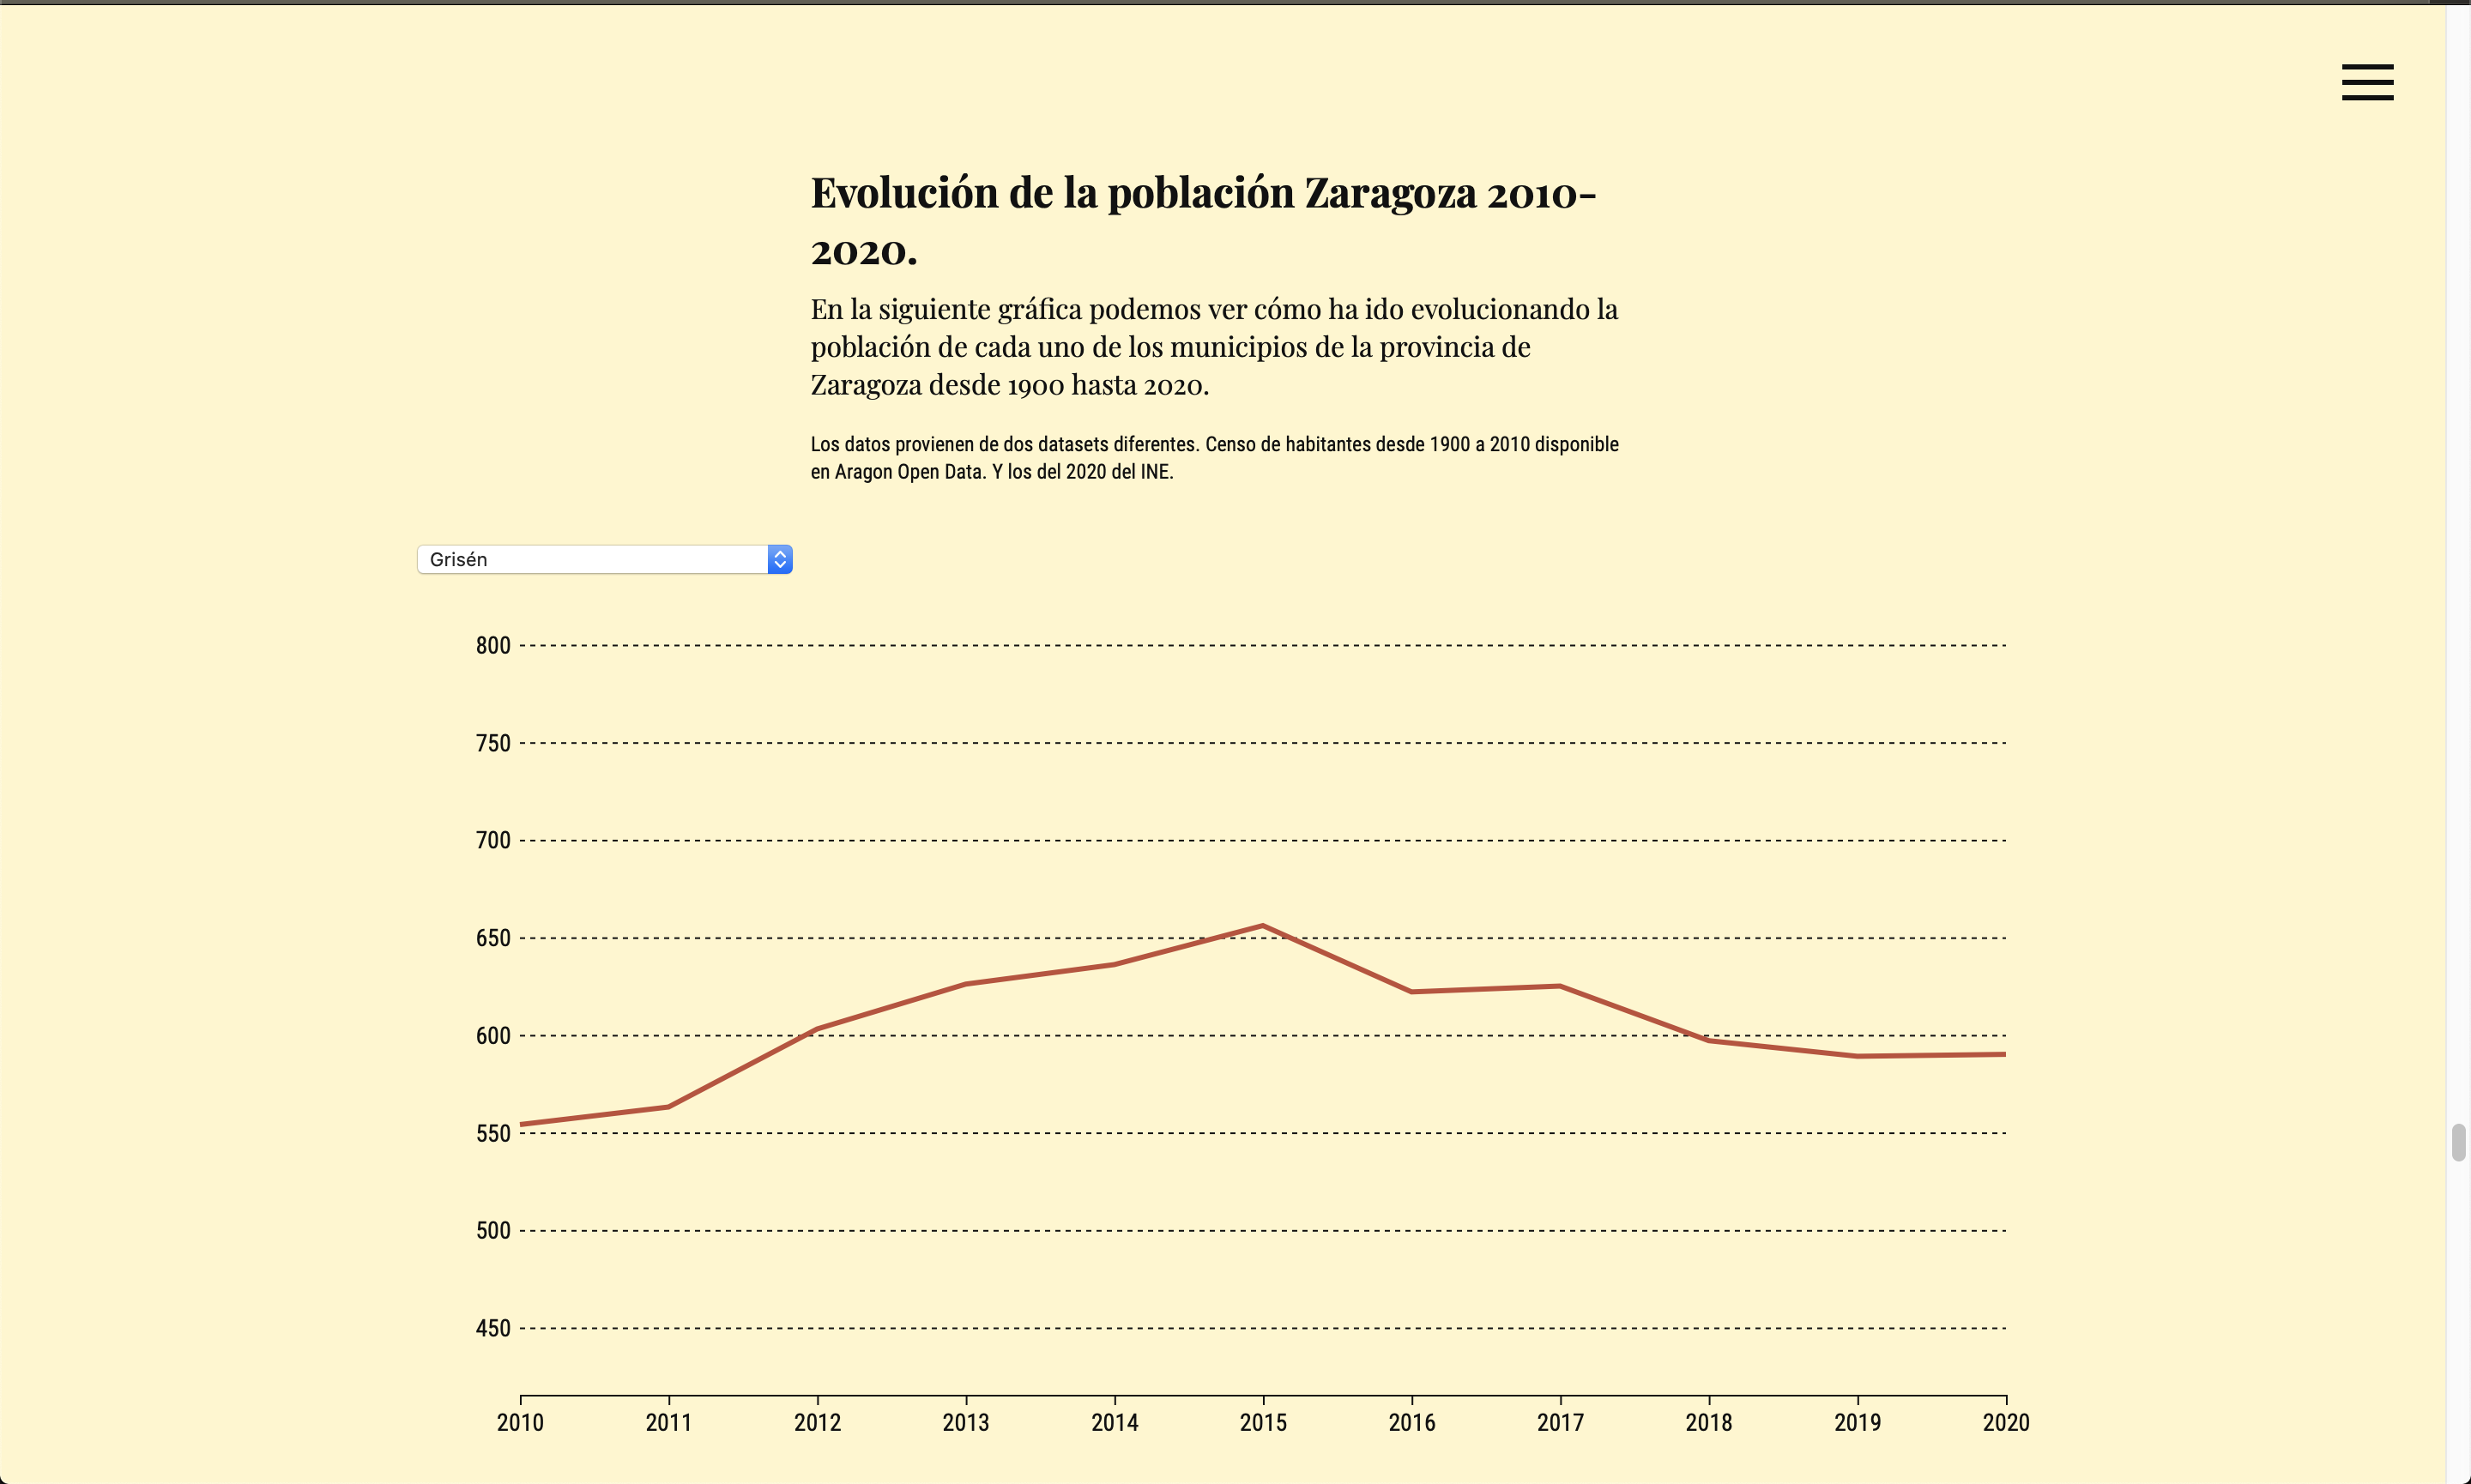 Evolución de la población Zaragoza 2010-
2020.
En la siguiente gráfica podemos ver cómo ha ido evolucionando la
población de cada uno de los municipios de la provincia de
Zaragoza desde 1900 hasta 2020.
Los datos provienen de dos datasets diferentes. Censo de habitantes desde 1900 a 2010 disponible
en Aragon Open Data. Y los del 2020 del INE.
Grisén
800
750
700
650
600
550
500
450
2010 2011 2012 2013 2014 2015 2016 2017 2018 2019 2020